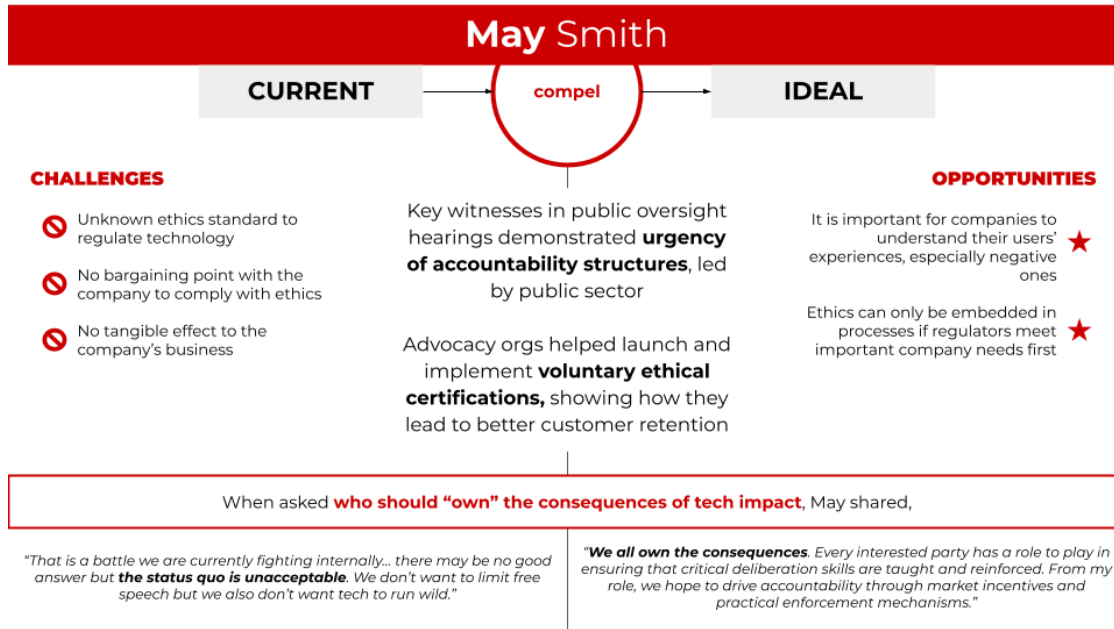 May Smith
CURRENT
compel
IDEAL
CHALLENGES
Unknown ethics standard to
regulate technology
No bargaining point with the
company to comply with ethics
No tangible effect to the
company's business
Key witnesses in public oversight
hearings demonstrated urgency
of accountability structures, led
by public sector
Advocacy orgs helped launch and
implement voluntary ethical
certifications, showing how they
lead to better customer retention
OPPORTUNITIES
It is important for companies to
understand their users'
experiences, especially negative
ones
Ethics can only be embedded in
processes if regulators meet
important company needs first
When asked who should “own” the consequences of tech impact, May shared,
“That is a battle we are currently fighting internally... there may be no good
answer but the status quo is unacceptable. We don't want to limit free
speech but we also don't want tech to run wild.”
“We all own the consequences. Every interested party has a role to play in
ensuring that critical deliberation skills are taught and reinforced. From my
role, we hope to drive accountability through market incentives and
practical enforcement mechanisms.”